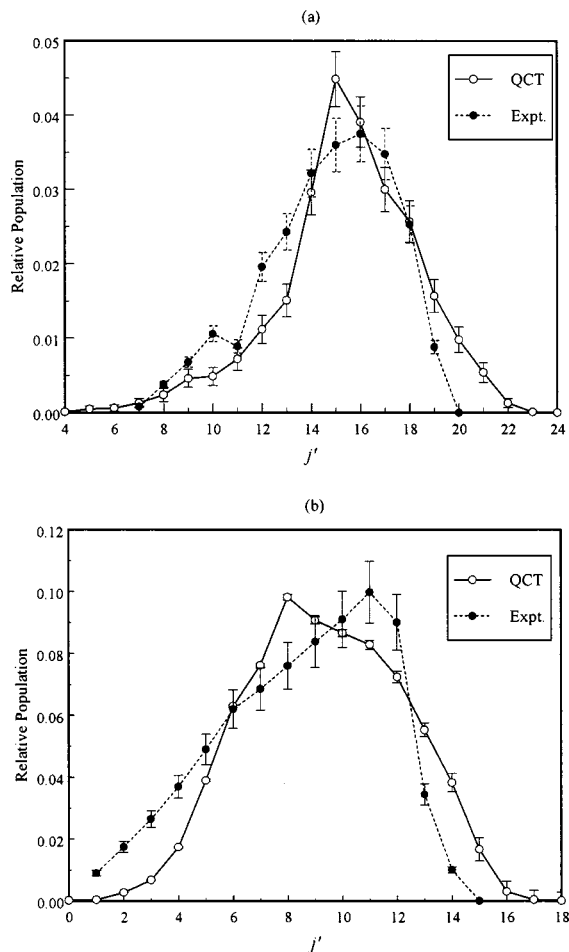 (a)
0.05
0.04
0.03
0.02
0.01
0.00
Relative Population
QCT
Expt.
4 6 8 10 12 14 16 18 20 22 24
j'
(b)
0.12
0.10
0.08
0.06
0.04
0.02
0.00
Relative Population
QCT
Expt.
0 2 4 6 8 10 12 14 16 18
j'